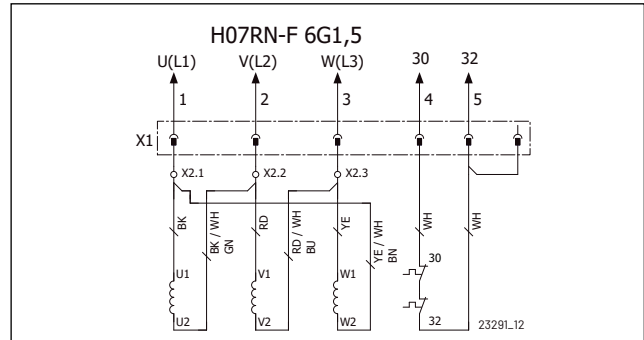 H07RN-F 6G1,5
U(L1) V(L2) W(L3) 30 32
1 2 3 4 5
X1
X2.1 X2.2 X2.3
BK
BK / WH
GN
RD
RD / WH
BU
YE
YE / WH
BN
WH
WH
30
U1 V1 W1
U2 V2 W2 32
23291_12